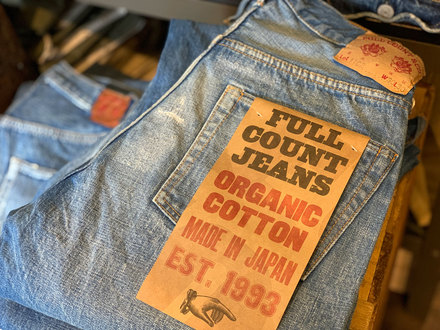 FULL
COUNT
JEANS
ORGANIC
COTTON
MADE IN JAPAN
EST. 1993